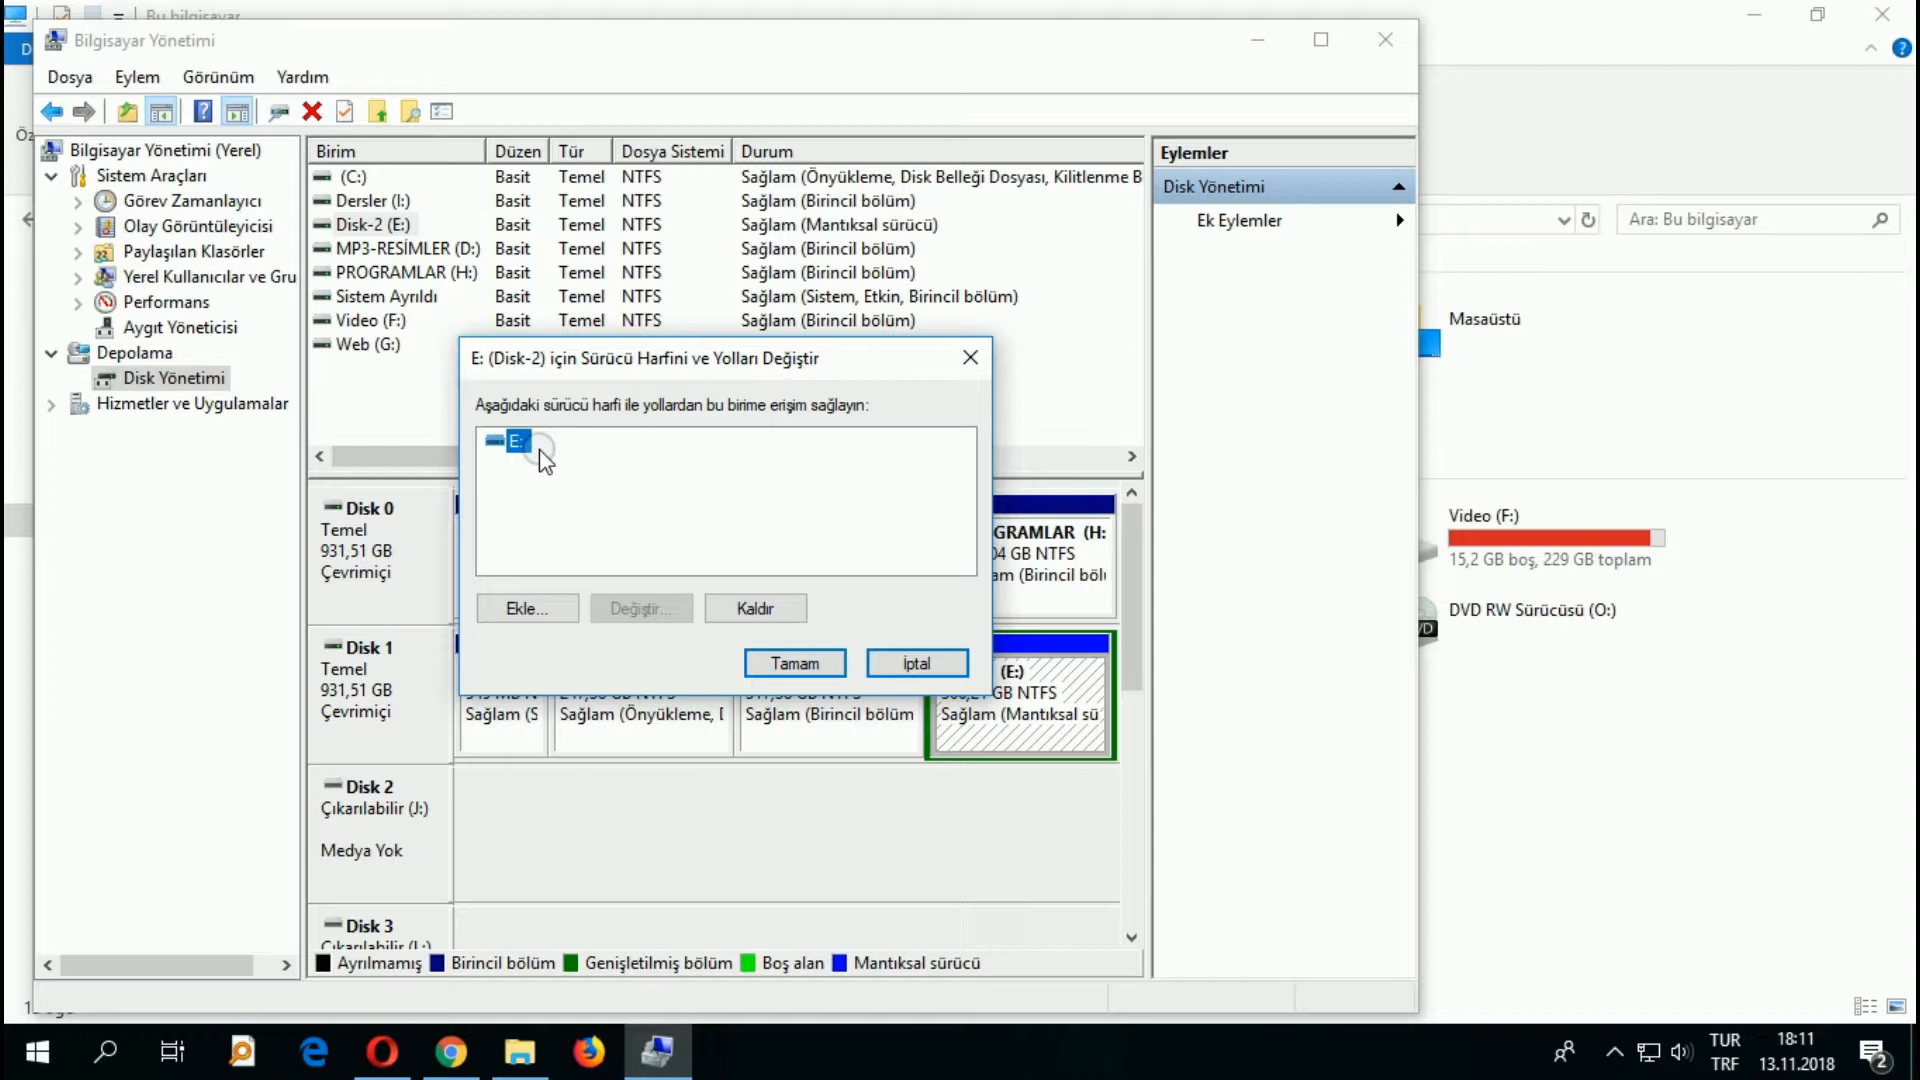 Bu bilgisayar
Bilgisayar Yönetimi
Dosya Eylem Görünüm Yardım
Bilgisayar Yönetimi (Yerel)
Sistem Araçları
Görev Zamanlayıcı
Olay Görüntüleyicisi
Paylaşılan Klasörler
Yerel Kullanıcılar ve Gru
Performans
Aygıt Yöneticisi
Depolama
Disk Yönetimi
Hizmetler ve Uygulamalar
Birim Düzen Tür Dosya Sistemi Durum
(C:) Basit Temel NTFS Sağlam (Önyükleme, Disk Belleği Dosyası, Kilitlenme B
Dersler (I:) Basit Temel NTFS Sağlam (Birincil bölüm)
Disk-2 (E:) Basit Temel NTFS Sağlam (Mantıksal sürücü)
MP3-RESİMLER (D:) Basit Temel NTFS Sağlam (Birincil bölüm)
PROGRAMLAR (H:) Basit Temel NTFS Sağlam (Birincil bölüm)
Sistem Ayrıldı Basit Temel NTFS Sağlam (Sistem, Etkin, Birincil bölüm)
Video (F:) Basit Temel NTFS Sağlam (Birincil bölüm)
Web (G:)
E: (Disk-2) için Sürücü Harfini ve Yolları Değiştir
Aşağıdaki sürücü harfi ile yollardan bu birime erişim sağlayın:
E:
Ekle... Değiştir... Kaldır
Tamam İptal
Disk 0
Temel
931,51 GB
Çevrimiçi
GRAMLAR (H:
04 GB NTFS
am (Birincil bölü
Disk 1
Temel
931,51 GB
Çevrimiçi
(E:)
GB NTFS
Sağlam (S Sağlam (Önyükleme, D Sağlam (Birincil bölüm Sağlam (Mantıksal sü
Disk 2
Çıkarılabilir (J:)
Medya Yok
Disk 3
Çıkarılabilir (L:)
Ayrılmamış Birincil bölüm Genişletilmiş bölüm Boş alan Mantıksal sürücü
Eylemler
Disk Yönetimi
Ek Eylemler
Ara: Bu bilgisayar
Masaüstü
Video (F:)
15,2 GB boş, 229 GB toplam
DVD RW Sürücüsü (O:)
TUR
TRF
18:11
13.11.2018
2